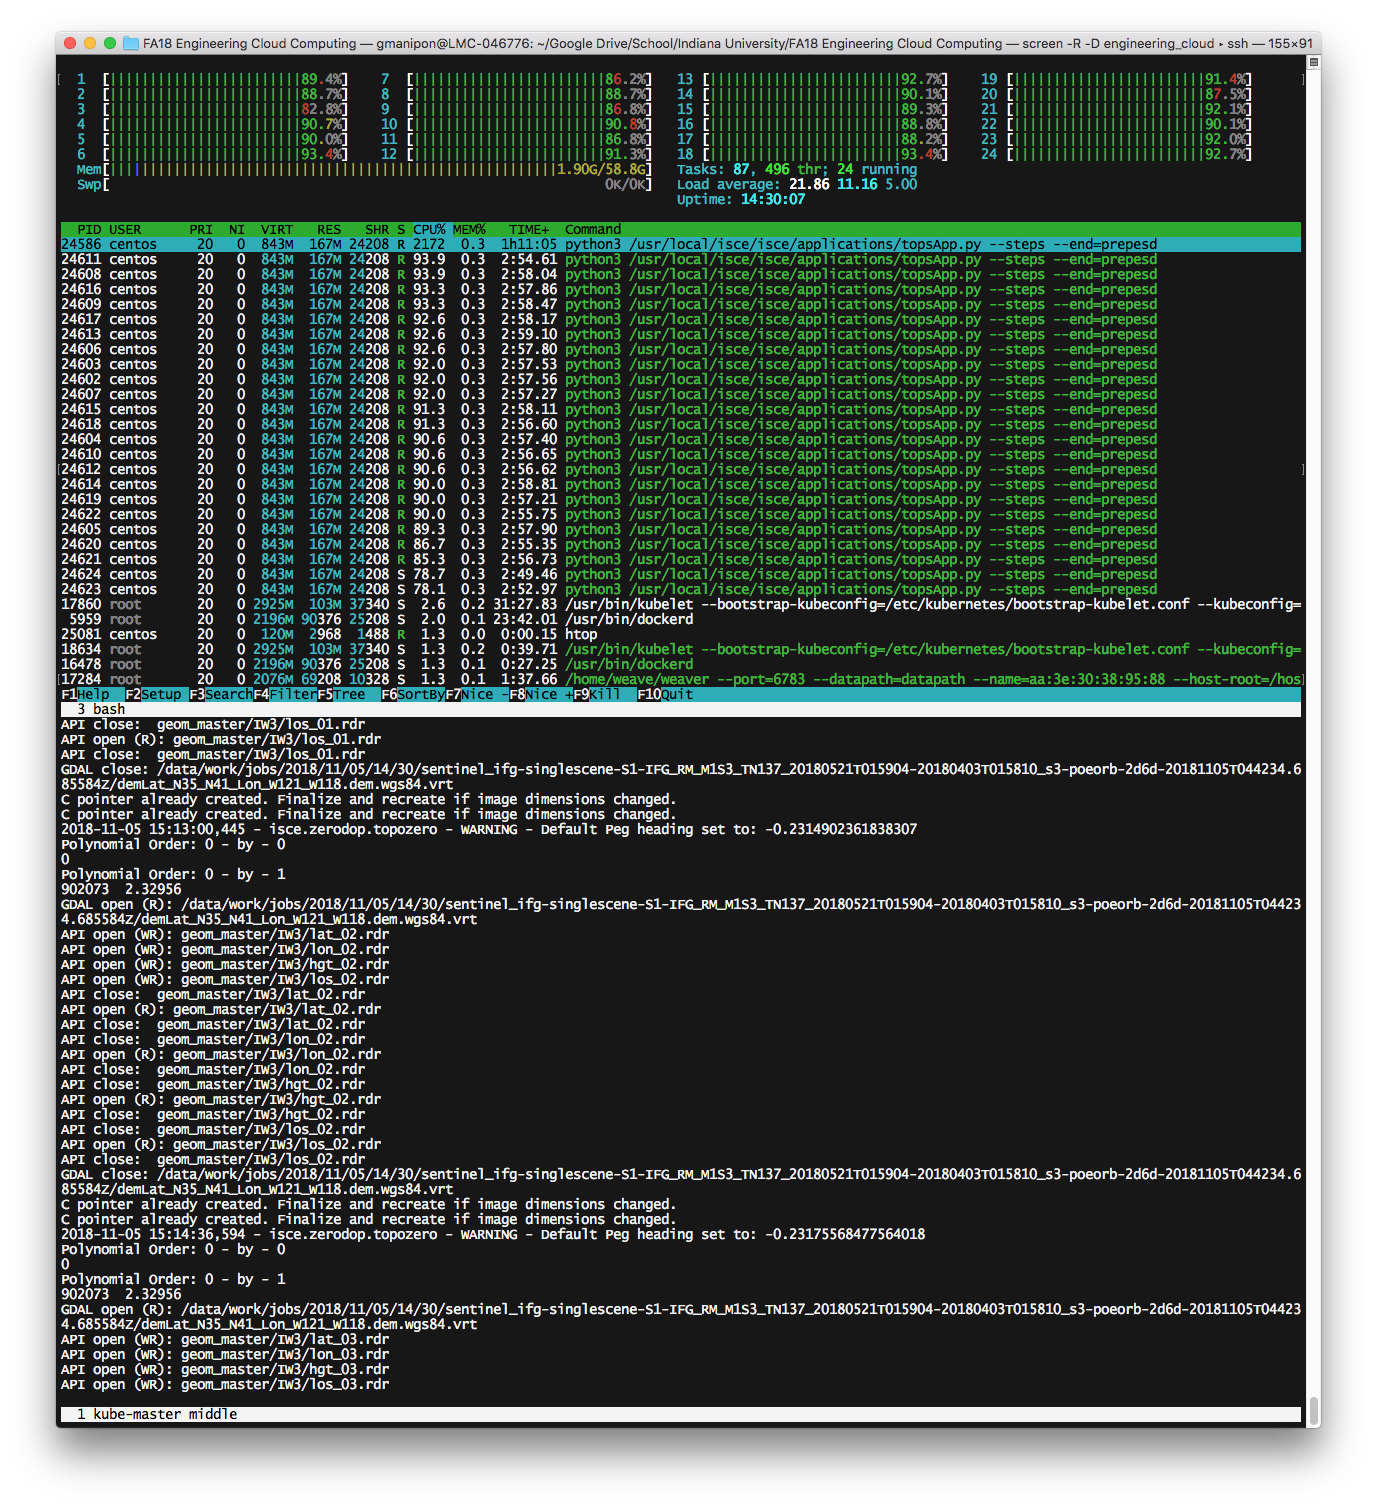 FA18 Engineering Cloud Computing — gmanipon@LMC-046776: ~/Google Drive/School/Indiana University/FA18 Engineering Cloud Computing — screen -R -D engineering_cloud ▸ ssh — 155×91
1 [||||||||||||||||||||||||89.4%] 7 [||||||||||||||||||||||||86.2%] 13 [||||||||||||||||||||||||92.7%] 19 [||||||||||||||||||||||||91.4%]
2 [||||||||||||||||||||||||88.7%] 8 [||||||||||||||||||||||||88.7%] 14 [||||||||||||||||||||||||90.1%] 20 [||||||||||||||||||||||||87.5%]
3 [||||||||||||||||||||||||82.8%] 9 [||||||||||||||||||||||||86.8%] 15 [||||||||||||||||||||||||89.3%] 21 [||||||||||||||||||||||||92.1%]
4 [||||||||||||||||||||||||90.7%] 10 [||||||||||||||||||||||||90.8%] 16 [||||||||||||||||||||||||88.8%] 22 [||||||||||||||||||||||||90.1%]
5 [||||||||||||||||||||||||90.0%] 11 [||||||||||||||||||||||||86.8%] 17 [||||||||||||||||||||||||88.2%] 23 [||||||||||||||||||||||||92.0%]
6 [||||||||||||||||||||||||93.4%] 12 [||||||||||||||||||||||||91.3%] 18 [||||||||||||||||||||||||93.4%] 24 [||||||||||||||||||||||||92.7%]
Mem[||||||||||||||||||||||||||||||||||||||||||||||||||||||||1.90G/58.8G] Tasks: 87, 496 thr; 24 running
Swp[ 0K/0K] Load average: 21.86 11.16 5.00
Uptime: 14:30:07
PID USER PRI NI VIRT RES SHR S CPU% MEM% TIME+ Command
24586 centos 20 0 843M 167M 24208 R 2172 0.3 1h11:05 python3 /usr/local/isce/isce/applications/topsApp.py --steps --end=prepesd
24611 centos 20 0 843M 167M 24208 R 93.9 0.3 2:54.61 python3 /usr/local/isce/isce/applications/topsApp.py --steps --end=prepesd
24608 centos 20 0 843M 167M 24208 R 93.3 0.3 2:58.04 python3 /usr/local/isce/isce/applications/topsApp.py --steps --end=prepesd
24616 centos 20 0 843M 167M 24208 R 93.3 0.3 2:57.86 python3 /usr/local/isce/isce/applications/topsApp.py --steps --end=prepesd
24609 centos 20 0 843M 167M 24208 R 93.3 0.3 2:58.47 python3 /usr/local/isce/isce/applications/topsApp.py --steps --end=prepesd
24617 centos 20 0 843M 167M 24208 R 92.6 0.3 2:58.17 python3 /usr/local/isce/isce/applications/topsApp.py --steps --end=prepesd
24613 centos 20 0 843M 167M 24208 R 92.6 0.3 2:59.10 python3 /usr/local/isce/isce/applications/topsApp.py --steps --end=prepesd
24606 centos 20 0 843M 167M 24208 R 92.6 0.3 2:57.80 python3 /usr/local/isce/isce/applications/topsApp.py --steps --end=prepesd
24603 centos 20 0 843M 167M 24208 R 92.0 0.3 2:57.53 python3 /usr/local/isce/isce/applications/topsApp.py --steps --end=prepesd
24602 centos 20 0 843M 167M 24208 R 92.0 0.3 2:57.56 python3 /usr/local/isce/isce/applications/topsApp.py --steps --end=prepesd
24607 centos 20 0 843M 167M 24208 R 92.0 0.3 2:57.27 python3 /usr/local/isce/isce/applications/topsApp.py --steps --end=prepesd
24615 centos 20 0 843M 167M 24208 R 91.3 0.3 2:58.11 python3 /usr/local/isce/isce/applications/topsApp.py --steps --end=prepesd
24618 centos 20 0 843M 167M 24208 R 91.3 0.3 2:56.60 python3 /usr/local/isce/isce/applications/topsApp.py --steps --end=prepesd
24604 centos 20 0 843M 167M 24208 R 90.6 0.3 2:57.40 python3 /usr/local/isce/isce/applications/topsApp.py --steps --end=prepesd
24610 centos 20 0 843M 167M 24208 R 90.6 0.3 2:56.65 python3 /usr/local/isce/isce/applications/topsApp.py --steps --end=prepesd
24612 centos 20 0 843M 167M 24208 R 90.6 0.3 2:56.62 python3 /usr/local/isce/isce/applications/topsApp.py --steps --end=prepesd
24614 centos 20 0 843M 167M 24208 R 90.0 0.3 2:58.81 python3 /usr/local/isce/isce/applications/topsApp.py --steps --end=prepesd
24619 centos 20 0 843M 167M 24208 R 90.0 0.3 2:57.21 python3 /usr/local/isce/isce/applications/topsApp.py --steps --end=prepesd
24622 centos 20 0 843M 167M 24208 R 90.0 0.3 2:55.75 python3 /usr/local/isce/isce/applications/topsApp.py --steps --end=prepesd
24605 centos 20 0 843M 167M 24208 R 89.3 0.3 2:57.90 python3 /usr/local/isce/isce/applications/topsApp.py --steps --end=prepesd
24620 centos 20 0 843M 167M 24208 R 86.7 0.3 2:55.35 python3 /usr/local/isce/isce/applications/topsApp.py --steps --end=prepesd
24621 centos 20 0 843M 167M 24208 R 85.3 0.3 2:56.73 python3 /usr/local/isce/isce/applications/topsApp.py --steps --end=prepesd
24624 centos 20 0 843M 167M 24208 S 78.7 0.3 2:49.46 python3 /usr/local/isce/isce/applications/topsApp.py --steps --end=prepesd
24623 centos 20 0 843M 167M 24208 S 78.1 0.3 2:52.97 python3 /usr/local/isce/isce/applications/topsApp.py --steps --end=prepesd
17860 root 20 0 2925M 103M 37340 S 2.6 0.2 31:27.83 /usr/bin/kubelet --bootstrap-kubeconfig=/etc/kubernetes/bootstrap-kubelet.conf --kubeconfig=
5959 root 20 0 2196M 90376 25208 S 2.0 0.1 23:42.01 /usr/bin/dockerd
25081 centos 20 0 120M 2968 1488 R 1.3 0.0 0:00.15 htop
18634 root 20 0 2925M 103M 37340 S 1.3 0.2 0:39.71 /usr/bin/kubelet --bootstrap-kubeconfig=/etc/kubernetes/bootstrap-kubelet.conf --kubeconfig=
16478 root 20 0 2196M 90376 25208 S 1.3 0.1 0:27.25 /usr/bin/dockerd
17284 root 20 0 2076M 69208 10328 S 1.3 0.1 1:37.66 /home/weave/weaver --port=6783 --datapath=datapath --name=aa:3e:30:38:95:88 --host-root=/hos
F1Help F2Setup F3SearchF4FilterF5Tree F6SortByF7Nice -F8Nice +F9Kill F10Quit
3 bash
API close: geom_master/IW3/los_01.rdr
API open (R): geom_master/IW3/los_01.rdr
API close: geom_master/IW3/los_01.rdr
GDAL close: /data/work/jobs/2018/11/05/14/30/sentinel_ifg-singlescene-S1-IFG_RM_M1S3_TN137_20180521T015904-20180403T015810_s3-poeorb-2d6d-20181105T044234.6
85584Z/demLat_N35_N41_Lon_W121_W118.dem.wgs84.vrt
C pointer already created. Finalize and recreate if image dimensions changed.
C pointer already created. Finalize and recreate if image dimensions changed.
2018-11-05 15:13:00,445 - isce.zerodop.topozero - WARNING - Default Peg heading set to: -0.2314902361838307
Polynomial Order: 0 - by - 0
0
Polynomial Order: 0 - by - 1
902073 2.32956
GDAL open (R): /data/work/jobs/2018/11/05/14/30/sentinel_ifg-singlescene-S1-IFG_RM_M1S3_TN137_20180521T015904-20180403T015810_s3-poeorb-2d6d-20181105T04423
4.685584Z/demLat_N35_N41_Lon_W121_W118.dem.wgs84.vrt
API open (WR): geom_master/IW3/lat_02.rdr
API open (WR): geom_master/IW3/lon_02.rdr
API open (WR): geom_master/IW3/hgt_02.rdr
API open (WR): geom_master/IW3/los_02.rdr
API close: geom_master/IW3/lat_02.rdr
API open (R): geom_master/IW3/lat_02.rdr
API close: geom_master/IW3/lat_02.rdr
API close: geom_master/IW3/lon_02.rdr
API open (R): geom_master/IW3/lon_02.rdr
API close: geom_master/IW3/lon_02.rdr
API close: geom_master/IW3/hgt_02.rdr
API open (R): geom_master/IW3/hgt_02.rdr
API close: geom_master/IW3/hgt_02.rdr
API close: geom_master/IW3/los_02.rdr
API open (R): geom_master/IW3/los_02.rdr
API close: geom_master/IW3/los_02.rdr
GDAL close: /data/work/jobs/2018/11/05/14/30/sentinel_ifg-singlescene-S1-IFG_RM_M1S3_TN137_20180521T015904-20180403T015810_s3-poeorb-2d6d-20181105T044234.6
85584Z/demLat_N35_N41_Lon_W121_W118.dem.wgs84.vrt
C pointer already created. Finalize and recreate if image dimensions changed.
C pointer already created. Finalize and recreate if image dimensions changed.
2018-11-05 15:14:36,594 - isce.zerodop.topozero - WARNING - Default Peg heading set to: -0.23175568477564018
Polynomial Order: 0 - by - 0
0
Polynomial Order: 0 - by - 1
902073 2.32956
GDAL open (R): /data/work/jobs/2018/11/05/14/30/sentinel_ifg-singlescene-S1-IFG_RM_M1S3_TN137_20180521T015904-20180403T015810_s3-poeorb-2d6d-20181105T04423
4.685584Z/demLat_N35_N41_Lon_W121_W118.dem.wgs84.vrt
API open (WR): geom_master/IW3/lat_03.rdr
API open (WR): geom_master/IW3/lon_03.rdr
API open (WR): geom_master/IW3/hgt_03.rdr
API open (WR): geom_master/IW3/los_03.rdr
1 kube-master middle